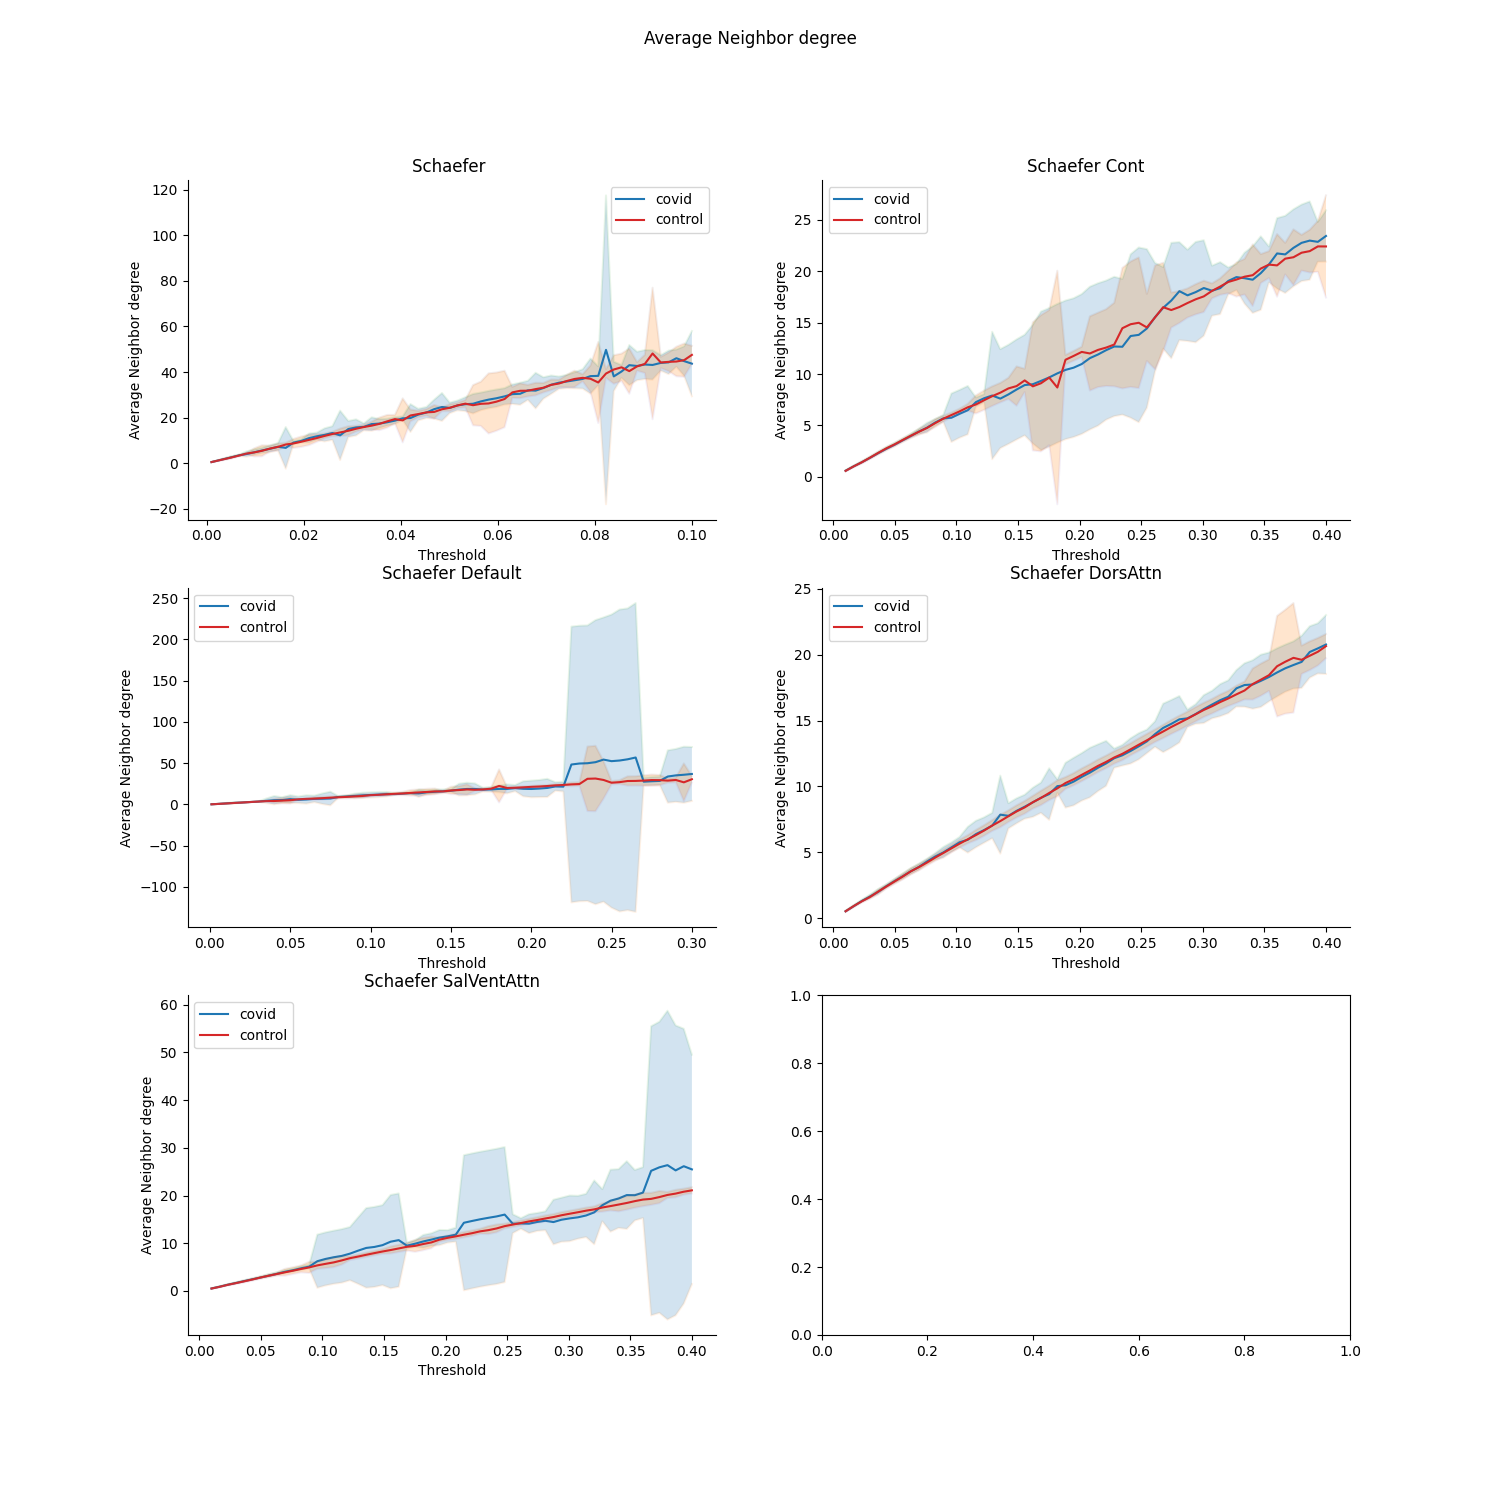 Average Neighbor degree
Schaefer
Average Neighbor degree
120
100
80
60
40
20
0
−20
covid
control
0.00 0.02 0.04 0.06 0.08 0.10
Threshold
Schaefer Cont
Average Neighbor degree
25
20
15
10
5
0
covid
control
0.00 0.05 0.10 0.15 0.20 0.25 0.30 0.35 0.40
Threshold
Schaefer Default
Average Neighbor degree
250
200
150
100
50
0
−50
−100
covid
control
0.00 0.05 0.10 0.15 0.20 0.25 0.30
Threshold
Schaefer DorsAttn
Average Neighbor degree
25
20
15
10
5
0
covid
control
0.00 0.05 0.10 0.15 0.20 0.25 0.30 0.35 0.40
Threshold
Schaefer SalVentAttn
Average Neighbor degree
60
50
40
30
20
10
0
covid
control
0.00 0.05 0.10 0.15 0.20 0.25 0.30 0.35 0.40
Threshold
1.0
0.8
0.6
0.4
0.2
0.0
0.0 0.2 0.4 0.6 0.8 1.0